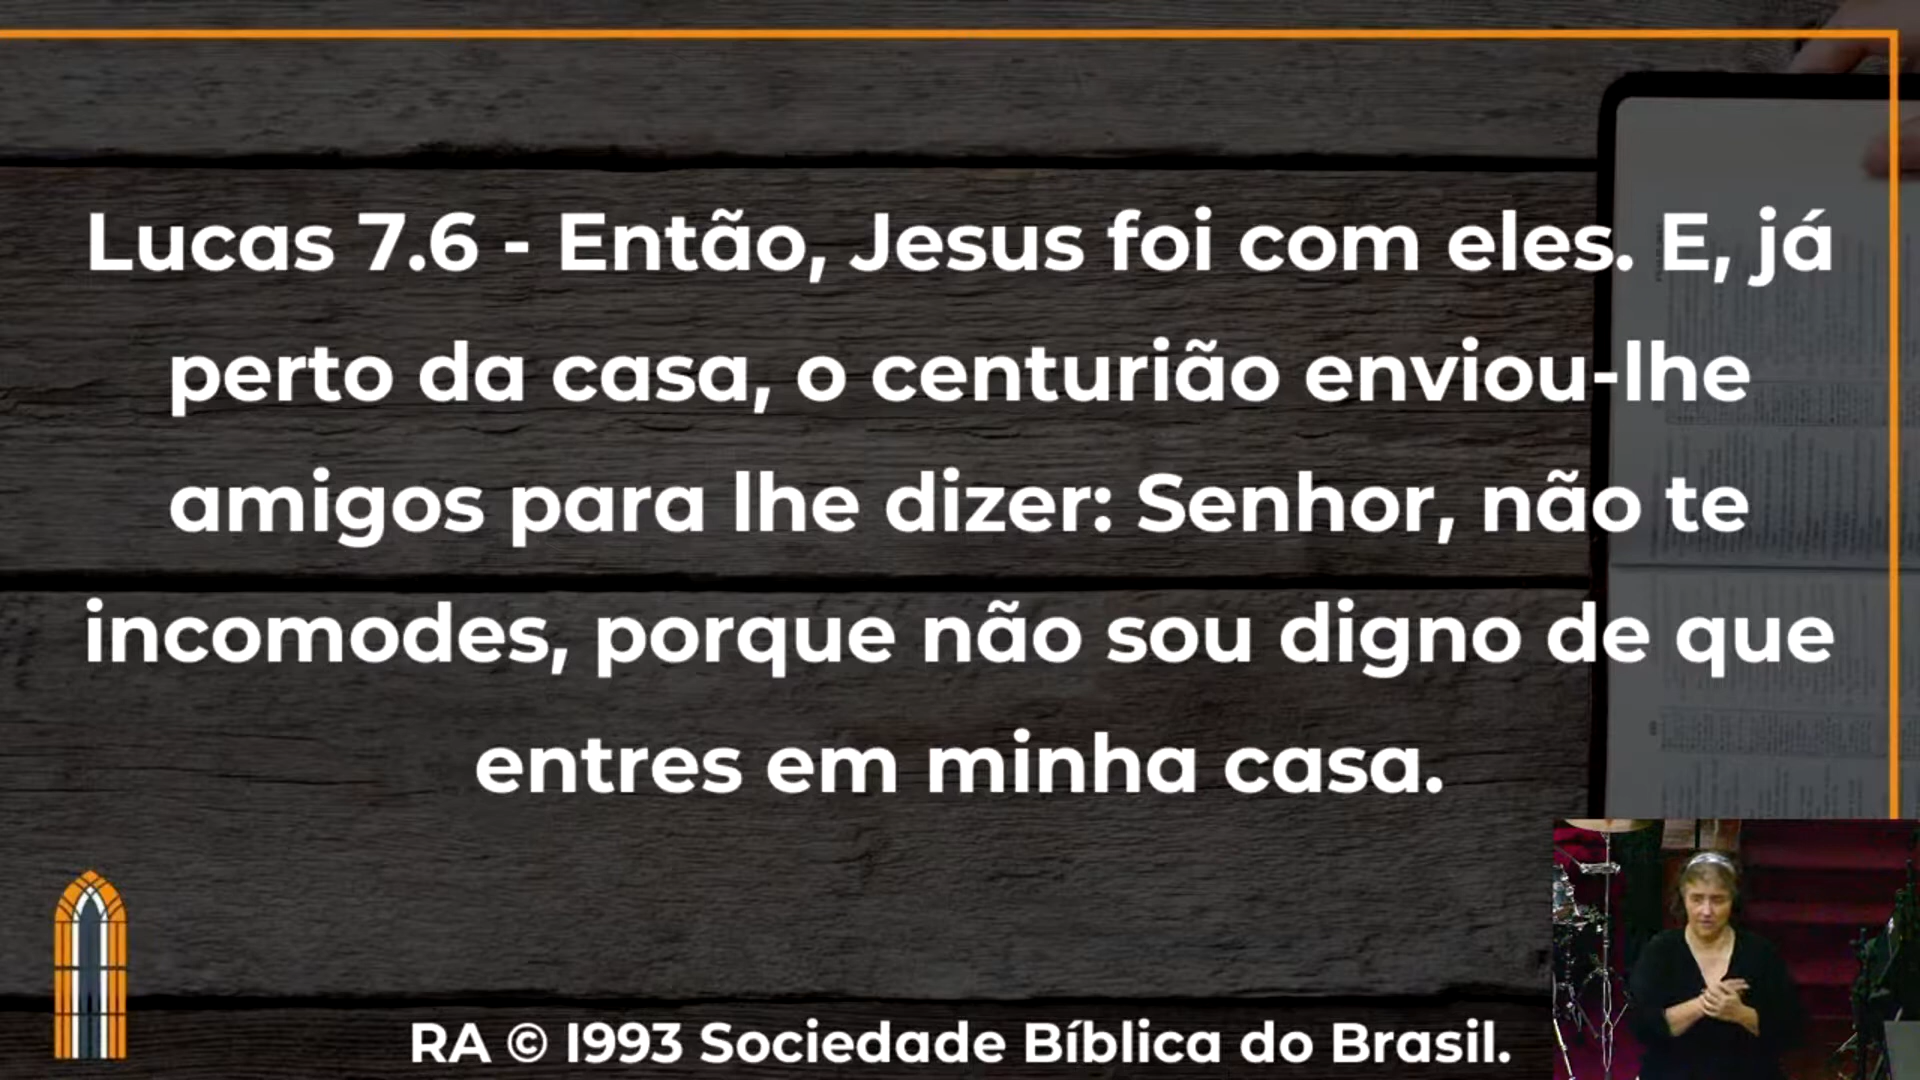 Lucas 7.6 - Então, Jesus foi com eles. E, já
perto da casa, o centurião enviou-lhe
amigos para lhe dizer: Senhor, não te
incomodes, porque não sou digno de que
entres em minha casa.
RA © I993 Sociedade Bíblica do Brasil.